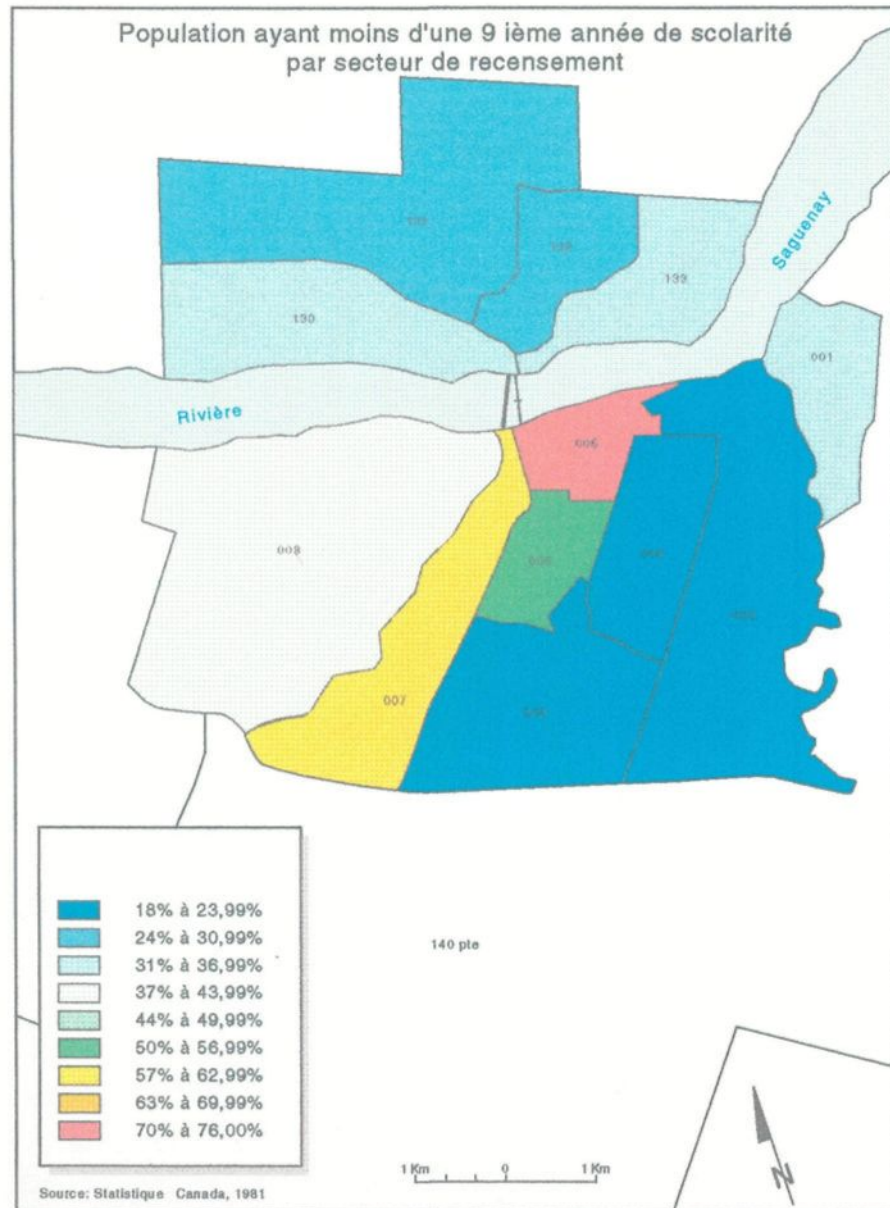 Population ayant moins d'une 9 ième année de scolarité
par secteur de recensement
Saguenay
139
130
001
Rivière
006
008
007
18% à 23,99%
24% à 30,99%
31% à 36,99%
37% à 43,99%
44% à 49,99%
50% à 56,99%
57% à 62,99%
63% à 69,99%
70% à 76,00%
140 pte
1 Km 0 1 Km
N
Source: Statistique Canada, 1981